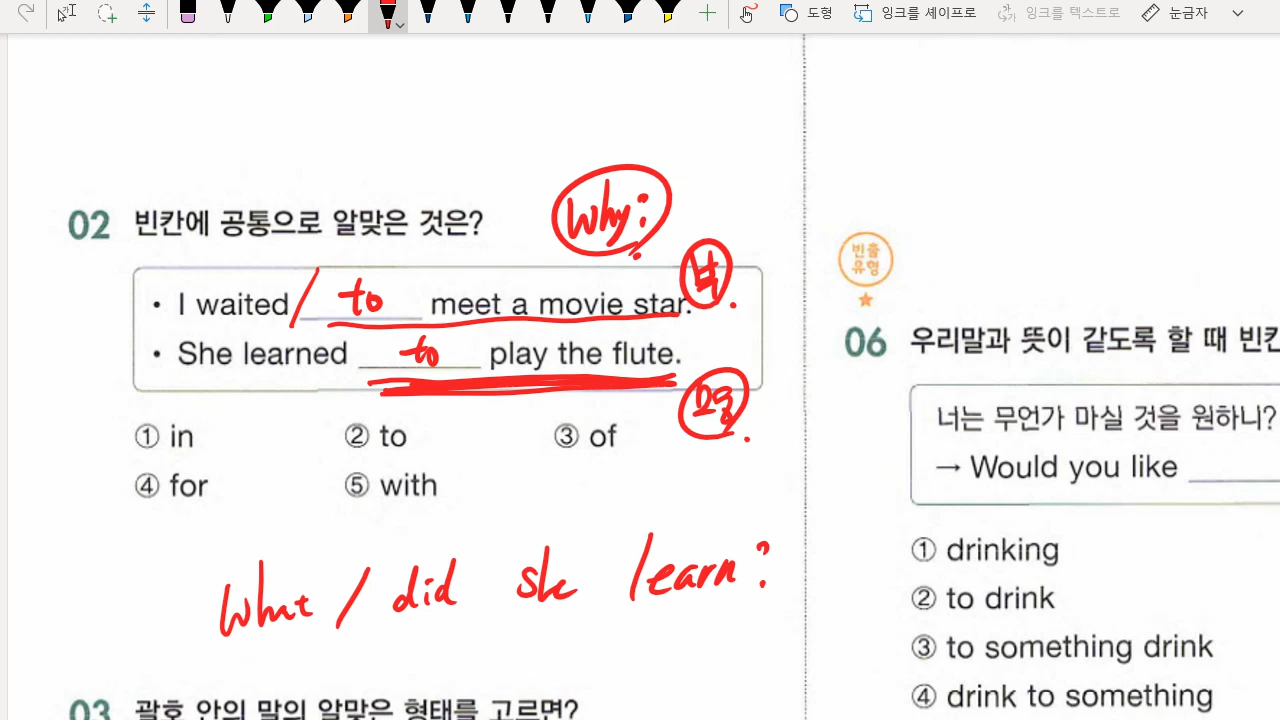 도형 잉크를 셰이프로 잉크를 텍스트로 눈금자
02 빈칸에 공통으로 알맞은 것은?
Why?
• I waited / to meet a movie star.
부.
• She learned to play the flute.
① in ② to ③ of
④ for ⑤ with
What / did she learn?
03 괄호 안의 말의 알맞은 형태를 고르면?
빈출
유형
06 우리말과 뜻이 같도록 할 때 빈칸
너는 무언가 마실 것을 원하니?
→ Would you like
① drinking
② to drink
③ to something drink
④ drink to something